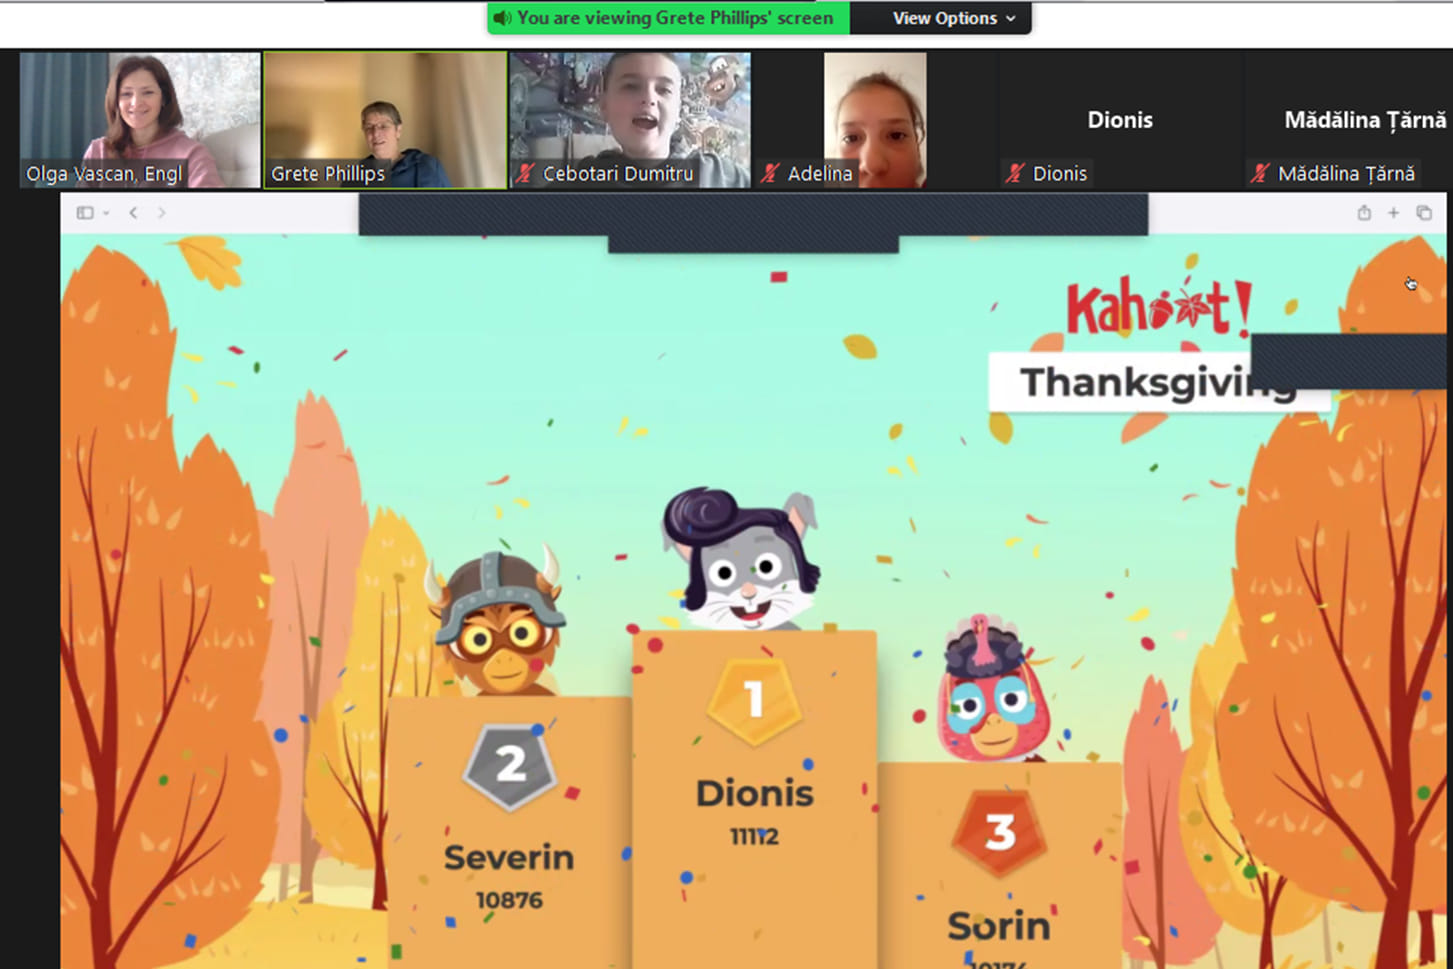 You are viewing Grete Phillips' screen
View Options
Dionis
Mădălina Țărnă
Olga Vascan, Engl
Grete Phillips
Cebotari Dumitru
Adelina
Dionis
Mădălina Țărnă
Kahoot!
Thanksgiving
1
Dionis
11112
2
Severin
10876
3
Sorin